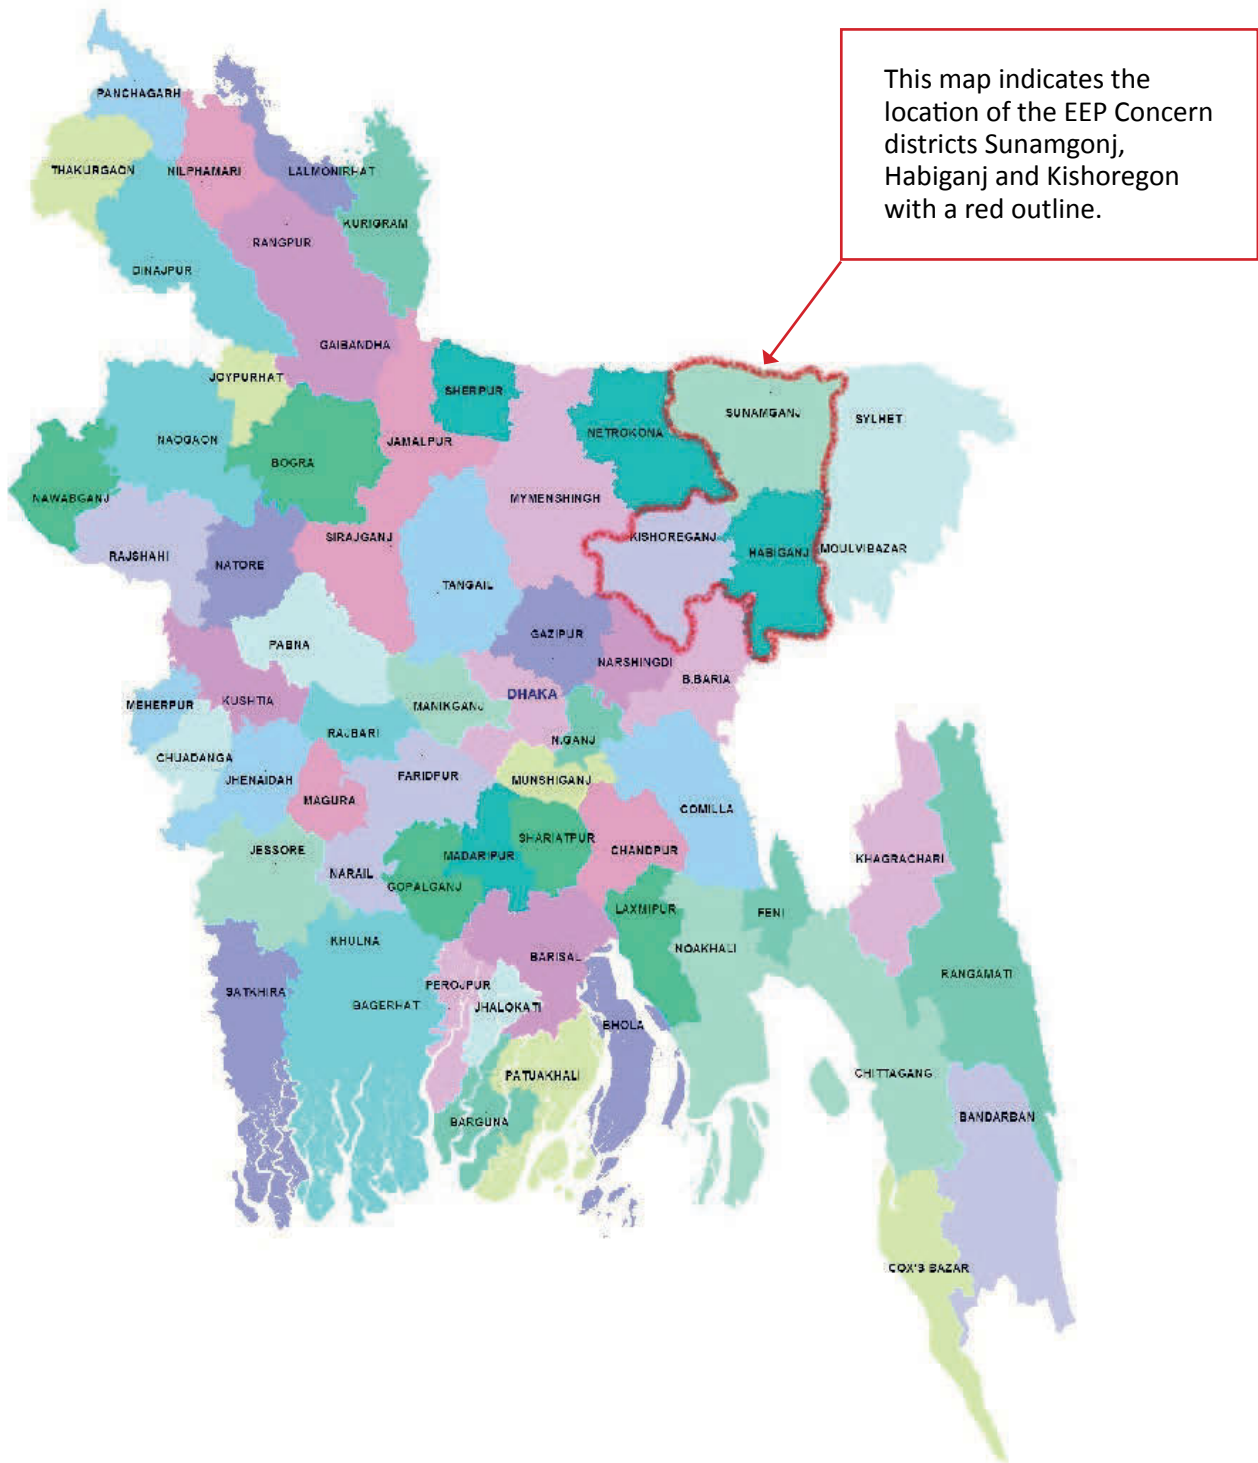 This map indicates the
location of the EEP Concern
districts Sunamgonj,
Habiganj and Kishoregon
with a red outline.
PANCHAGARH
THAKURGAON
NILPHAMARI
LALMONIRHAT
KURIGRAM
RANGPUR
DINAJPUR
GAIBANDHA
JOYPURHAT
SHERPUR
SUNAMGANJ
SYLHET
NETROKONA
NAOGAON
JAMALPUR
BOGRA
NAWABGANJ
MYMENSHINGH
SIRAJGANJ
KISHOREGANJ
HABIGANJ
MOULVIBAZAR
RAJSHAHI
NATORE
TANGAIL
GAZIPUR
PABNA
NARSHINGDI
B.BARIA
DHAKA
MEHERPUR
KUSHTIA
MANIKGANJ
RAJBARI
N.GANJ
CHUADANGA
JHENAIDAH
FARIDPUR
MUNSHIGANJ
MAGURA
COMILLA
SHARIATPUR
JESSORE
MADARIPUR
CHANDPUR
KHAGRACHARI
NARAIL
GOPALGANJ
LAXMIPUR
FENI
KHULNA
NOAKHALI
BARISAL
RANGAMATI
SATKHIRA
PEROJPUR
BAGERHAT
JHALOKATI
BHOLA
PATUAKHALI
CHITTAGANG
BARGUNA
BANDARBAN
COX'S BAZAR